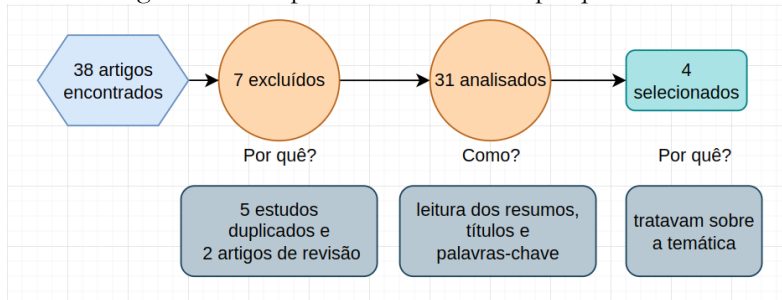 38 artigos
encontrados
7 excluídos
31 analisados
4
selecionados
Por quê?
Como?
Por quê?
5 estudos
duplicados e
2 artigos de revisão
leitura dos resumos,
títulos e
palavras-chave
tratavam sobre
a temática